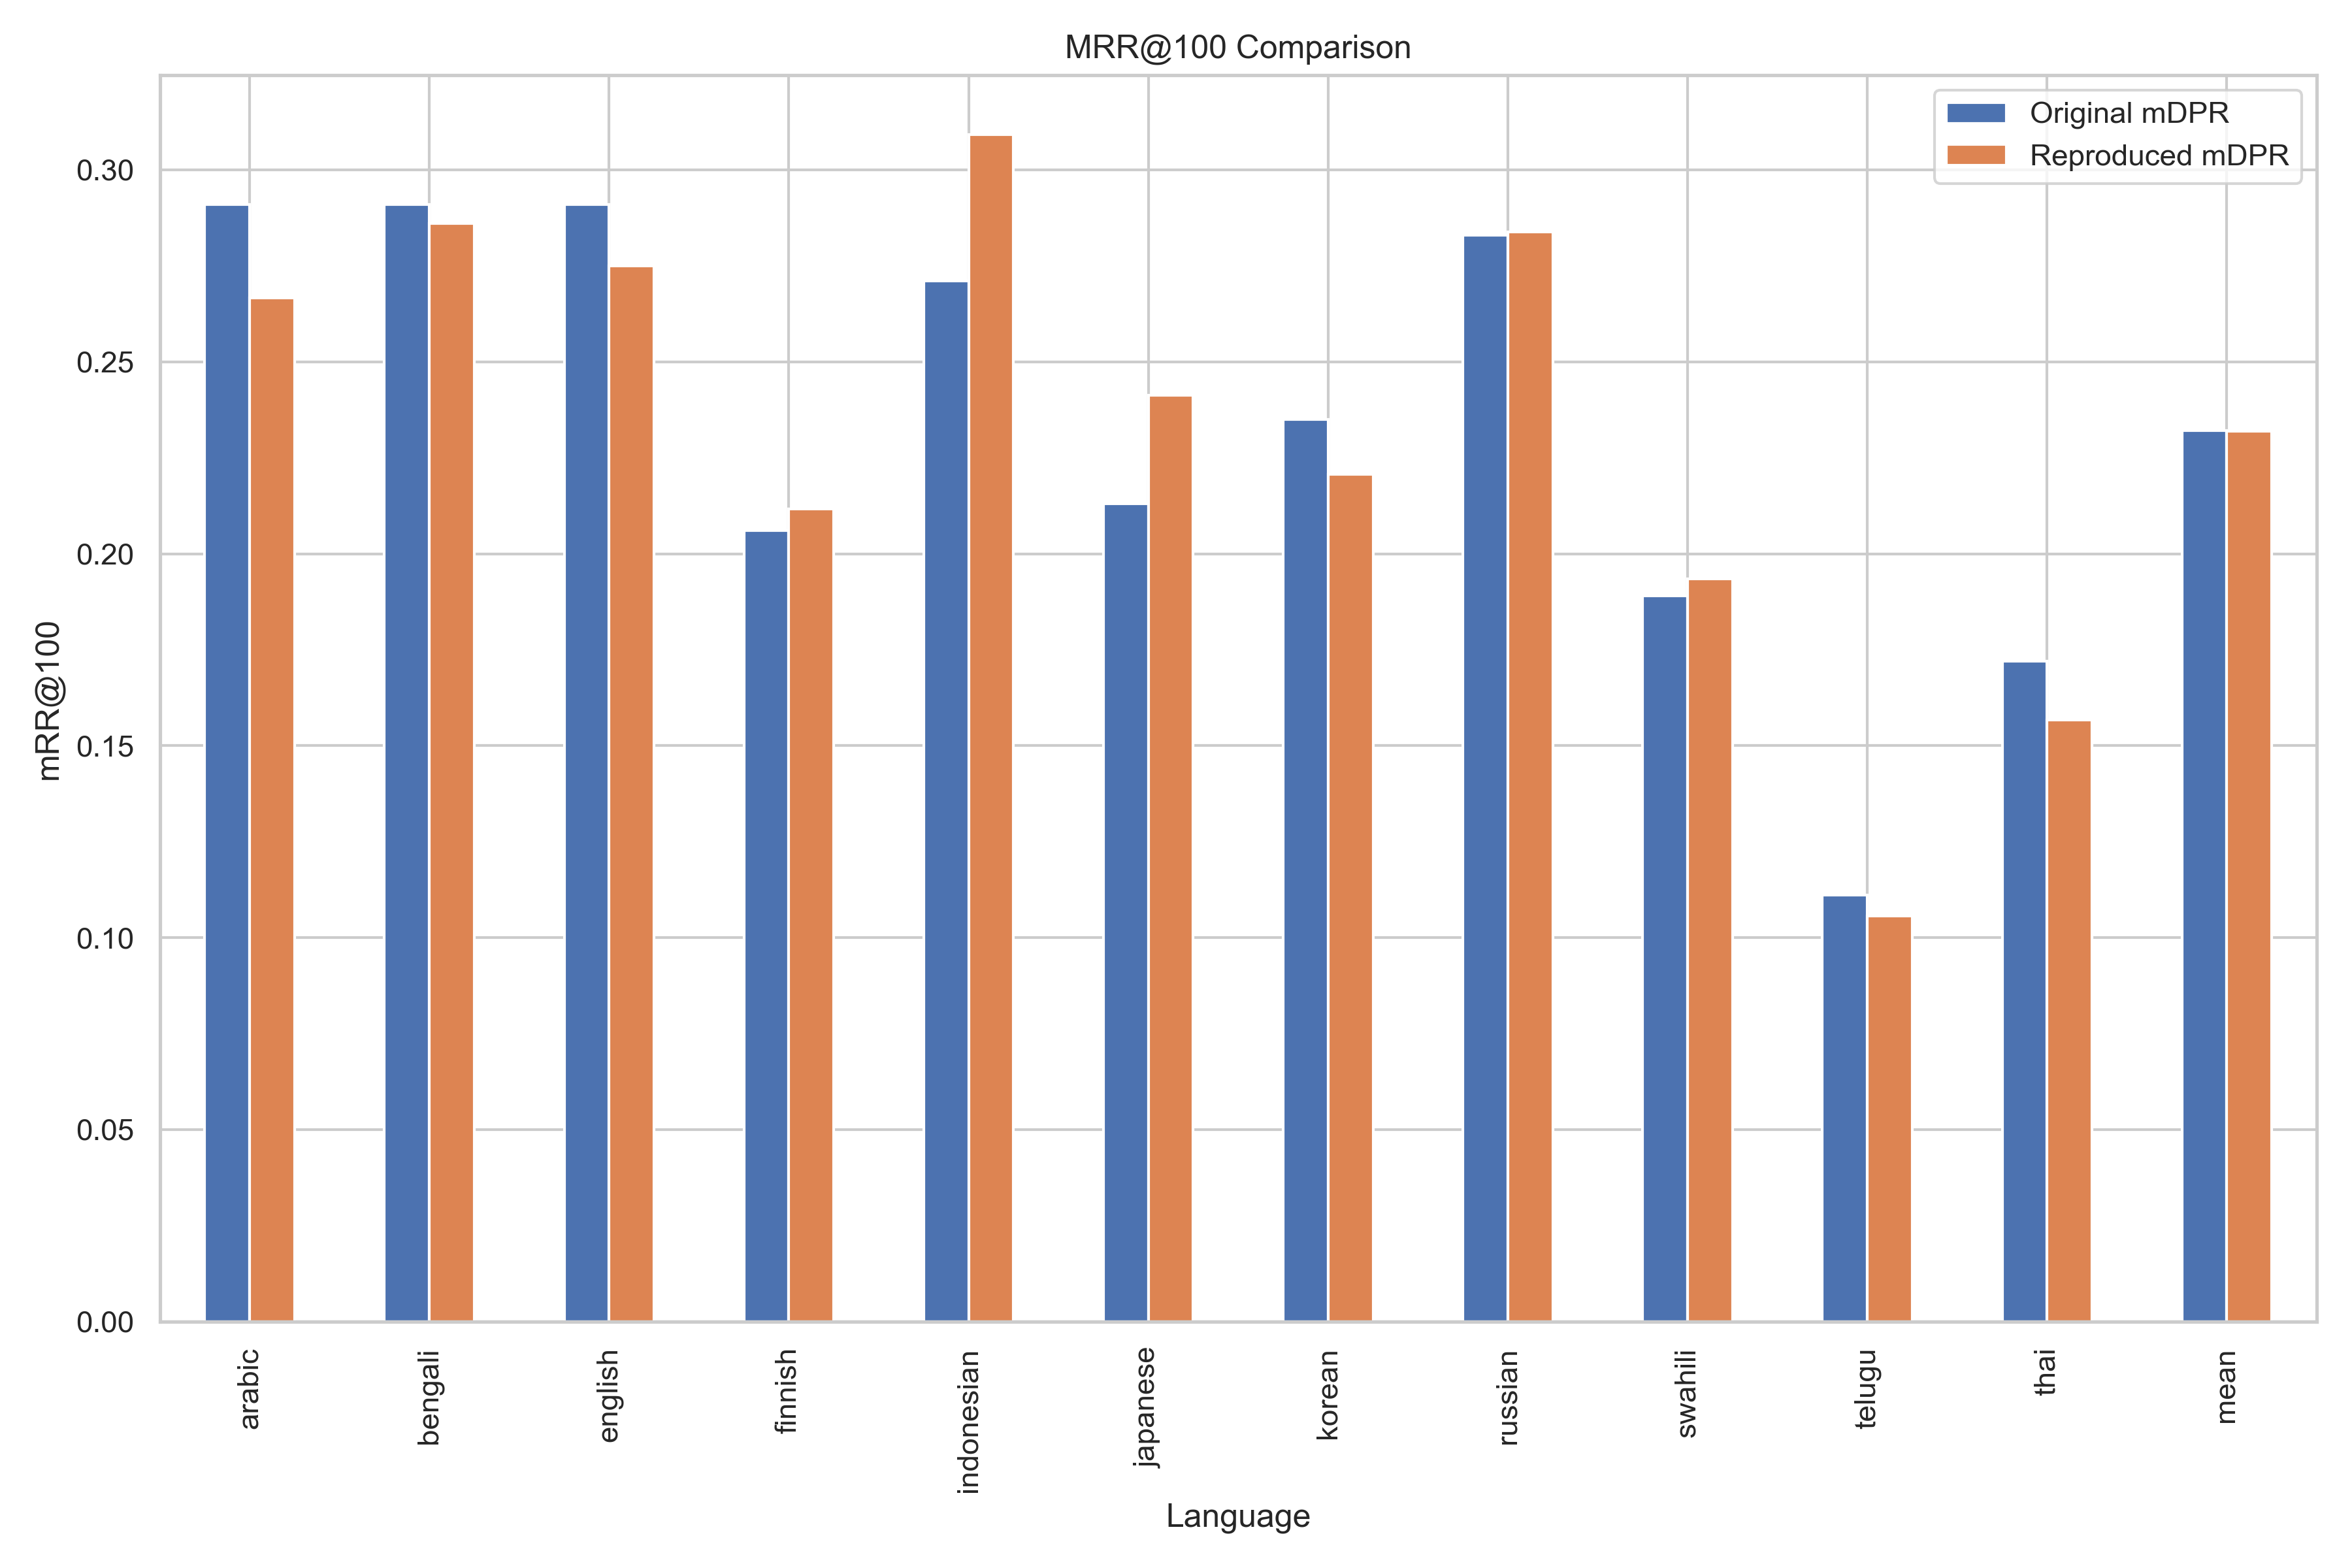 MRR@100 Comparison
Original mDPR
Reproduced mDPR
mRR@100
0.30
0.25
0.20
0.15
0.10
0.05
0.00
arabic
bengali
english
finnish
indonesian
japanese
korean
russian
swahili
telugu
thai
mean
Language